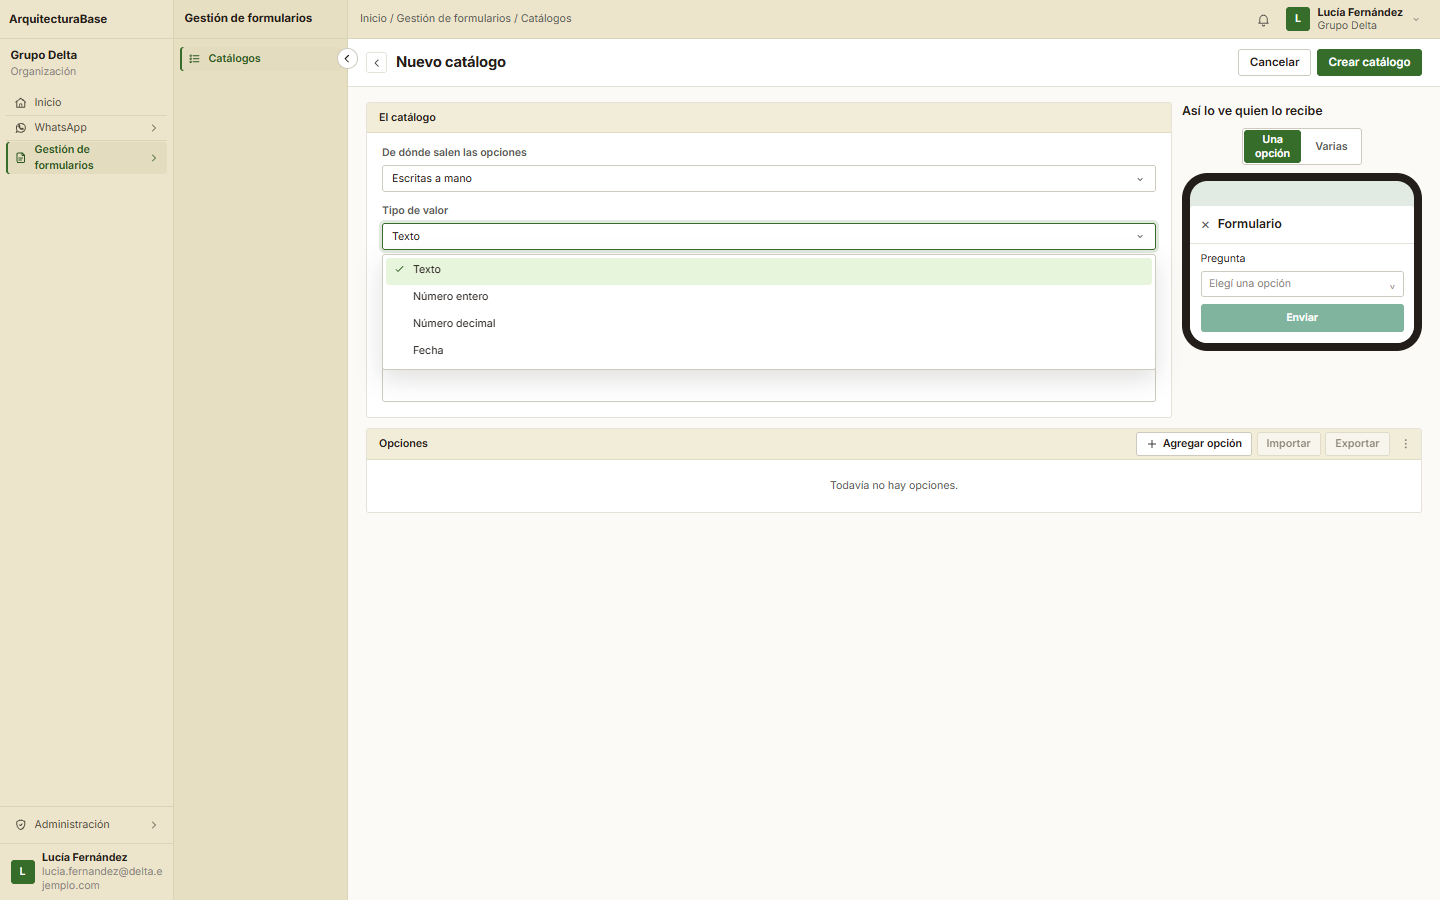 ArquitecturaBase
Grupo Delta
Organización
Inicio
WhatsApp
Gestión de
formularios
Administración
L
Lucía Fernández
lucia.fernandez@delta.e
jemplo.com
Gestión de formularios
Catálogos
Inicio / Gestión de formularios / Catálogos
L
Lucía Fernández
Grupo Delta
Nuevo catálogo
Cancelar
Crear catálogo
El catálogo
De dónde salen las opciones
Escritas a mano
Tipo de valor
Texto
Texto
Número entero
Número decimal
Fecha
Así lo ve quien lo recibe
Una
opción
Varias
Formulario
Pregunta
Elegí una opción
Enviar
Opciones
Agregar opción
Importar
Exportar
Todavía no hay opciones.